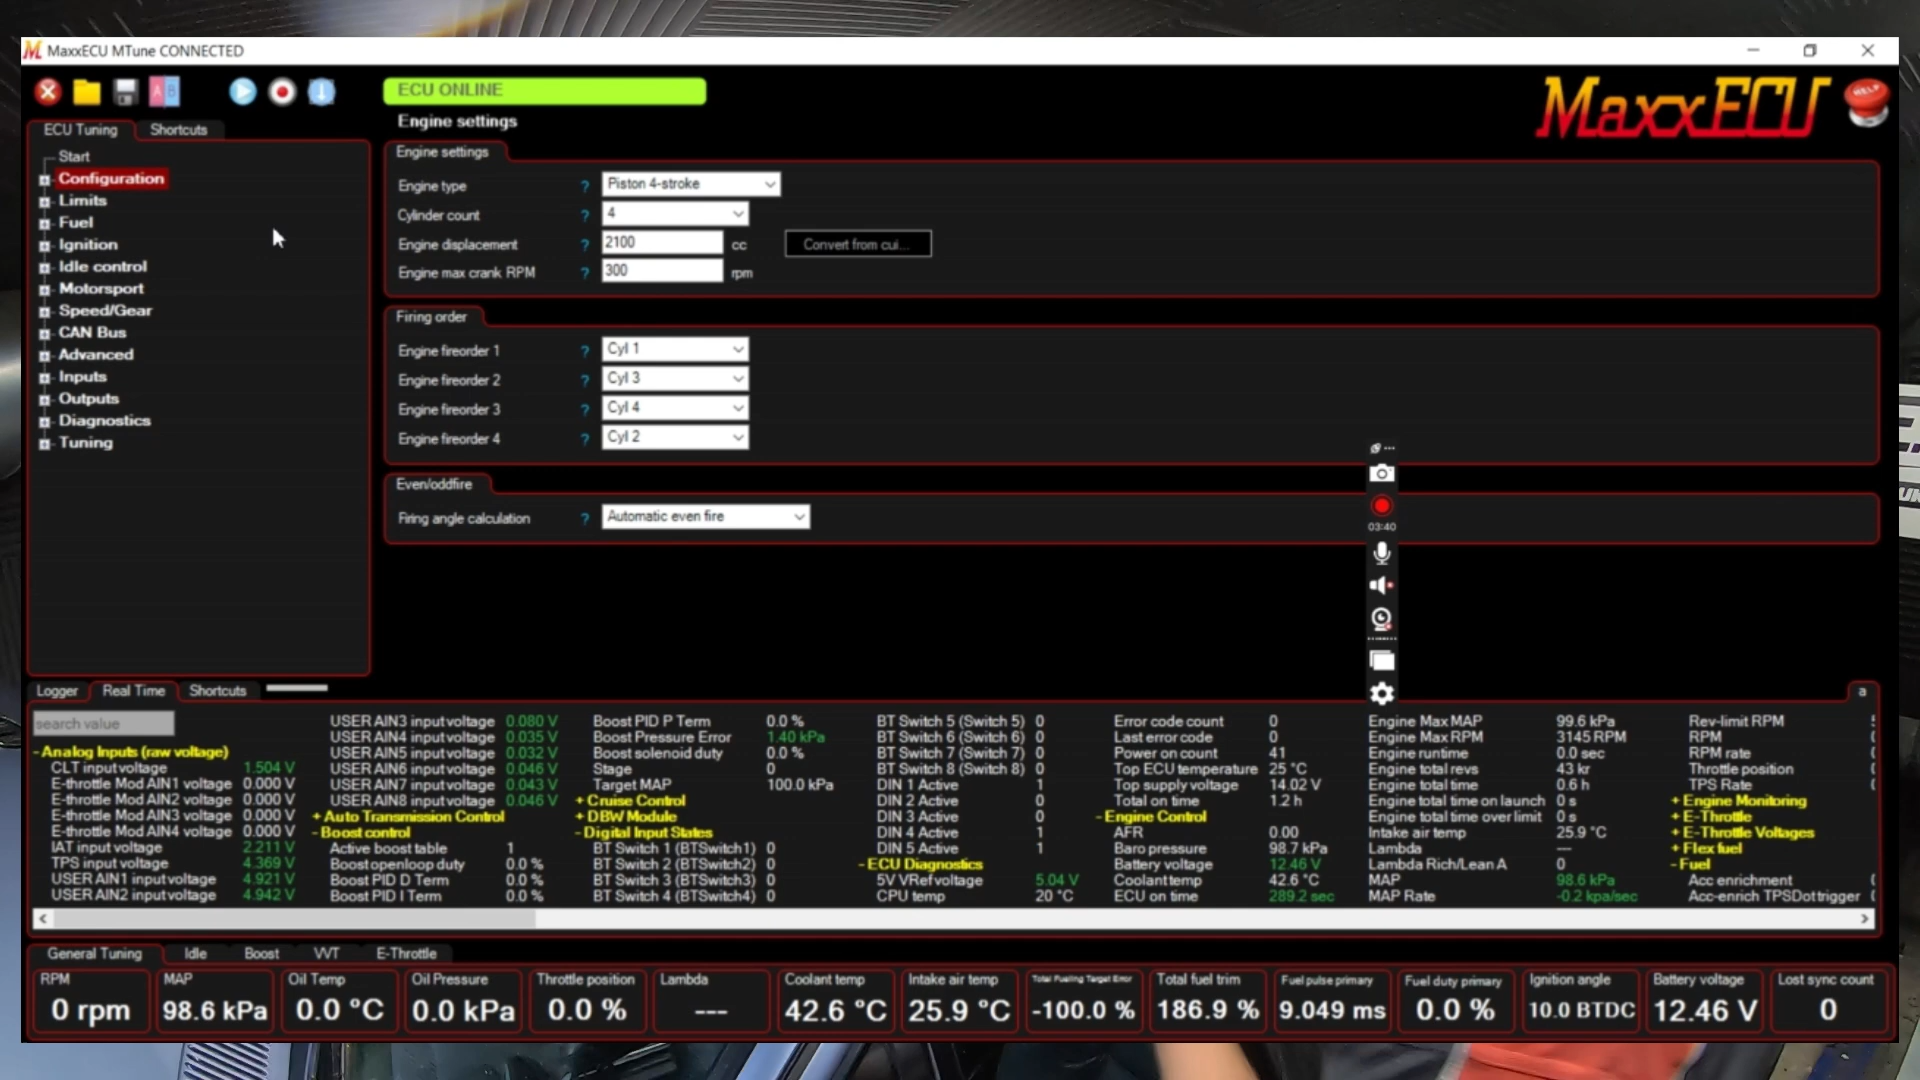 MaxxECU MTune CONNECTED
ECU ONLINE
MaxxECU
HELP
ECU Tuning
Shortcuts
Engine settings
Start
Configuration
Limits
Fuel
Ignition
Idle control
Motorsport
Speed/Gear
CAN Bus
Advanced
Inputs
Outputs
Diagnostics
Tuning
Engine settings
Engine type ? Piston 4-stroke
Cylinder count ? 4
Engine displacement ? 2100 cc Convert from cui...
Engine max crank RPM ? 300 rpm
Firing order
Engine fireorder 1 ? Cyl 1
Engine fireorder 2 ? Cyl 3
Engine fireorder 3 ? Cyl 4
Engine fireorder 4 ? Cyl 2
Even/oddfire
Firing angle calculation ? Automatic even fire
03:40
Logger Real Time Shortcuts
a
search value
- Analog Inputs (raw voltage)
CLT input voltage 1.504 V
E-throttle Mod AIN1 voltage 0.000 V
E-throttle Mod AIN2 voltage 0.000 V
E-throttle Mod AIN3 voltage 0.000 V
E-throttle Mod AIN4 voltage 0.000 V
IAT input voltage 2.211 V
TPS input voltage 4.369 V
USER AIN1 input voltage 4.921 V
USER AIN2 input voltage 4.942 V
USER AIN3 input voltage 0.080 V
USER AIN4 input voltage 0.035 V
USER AIN5 input voltage 0.032 V
USER AIN6 input voltage 0.046 V
USER AIN7 input voltage 0.043 V
USER AIN8 input voltage 0.046 V
+ Auto Transmission Control
- Boost control
Active boost table 1
Boost openloop duty 0.0 %
Boost PID D Term 0.0 %
Boost PID I Term 0.0 %
Boost PID P Term 0.0 %
Boost Pressure Error 1.40 kPa
Boost solenoid duty 0.0 %
Stage 0
Target MAP 100.0 kPa
+ Cruise Control
+ DBW Module
- Digital Input States
BT Switch 1 (BTSwitch1) 0
BT Switch 2 (BTSwitch2) 0
BT Switch 3 (BTSwitch3) 0
BT Switch 4 (BTSwitch4) 0
BT Switch 5 (Switch 5) 0
BT Switch 6 (Switch 6) 0
BT Switch 7 (Switch 7) 0
BT Switch 8 (Switch 8) 0
DIN 1 Active 1
DIN 2 Active 0
DIN 3 Active 0
DIN 4 Active 1
DIN 5 Active 1
- ECU Diagnostics
5V VRef voltage 5.04 V
CPU temp 20 °C
Error code count 0
Last error code 0
Power on count 41
Top ECU temperature 25 °C
Top supply voltage 14.02 V
Total on time 1.2 h
- Engine Control
AFR 0.00
Baro pressure 98.7 kPa
Battery voltage 12.46 V
Coolant temp 42.6 °C
ECU on time 289.2 sec
Engine Max MAP 99.6 kPa
Engine Max RPM 3145 RPM
Engine runtime 0.0 sec
Engine total revs 43 kr
Engine total time 0.6 h
Engine total time on launch 0 s
Engine total time over limit 0 s
Intake air temp 25.9 °C
Lambda ---
Lambda Rich/Lean A 0
MAP 98.6 kPa
MAP Rate -0.2 kpa/sec
Rev-limit RPM
RPM
RPM rate
Throttle position
TPS Rate
+ Engine Monitoring
+ E-Throttle
+ E-Throttle Voltages
+ Flex fuel
- Fuel
Acc enrichment
Acc-enrich TPSDot trigger
General Tuning Idle Boost VVT E-Throttle
RPM
0 rpm
MAP
98.6 kPa
Oil Temp
0.0 °C
Oil Pressure
0.0 kPa
Throttle position
0.0 %
Lambda
---
Coolant temp
42.6 °C
Intake air temp
25.9 °C
Total Fueling Target Error
-100.0 %
Total fuel trim
186.9 %
Fuel pulse primary
9.049 ms
Fuel duty primary
0.0 %
Ignition angle
10.0 BTDC
Battery voltage
12.46 V
Lost sync count
0